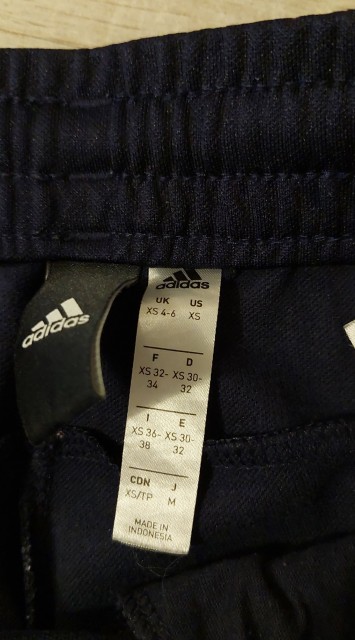 adidas
adidas
UK US
XS 4-6 XS
F D
XS 32- XS 30-
34 32
I E
XS 36- XS 30-
38 32
CDN J
XS/TP M
MADE IN
INDONESIA